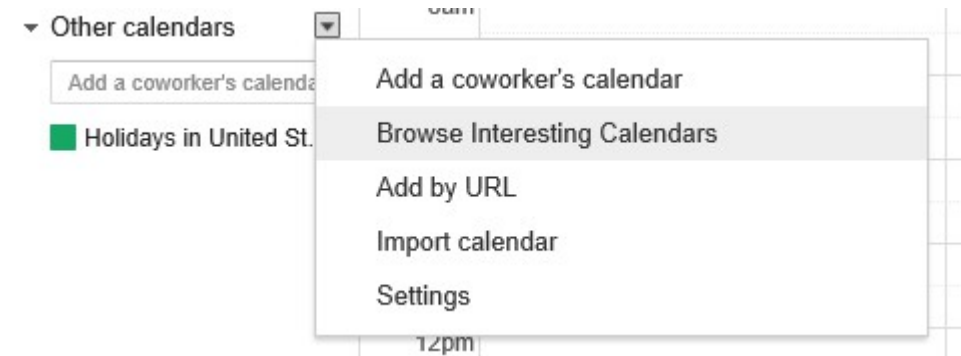 Other calendars
Add a coworker's calenda
Holidays in United St.
Add a coworker's calendar
Browse Interesting Calendars
Add by URL
Import calendar
Settings
12pm